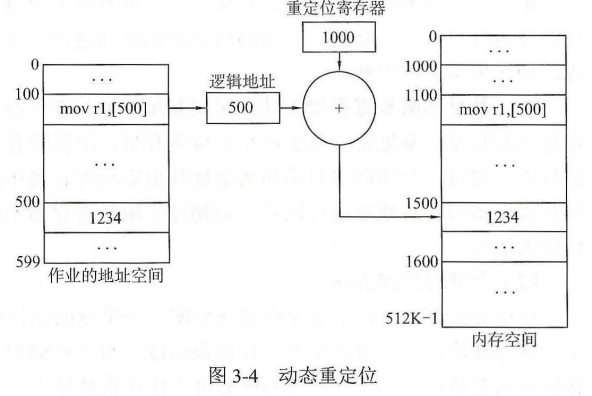 重定位寄存器
1000
逻辑地址
500
+
0
...
100
mov r1,[500]
...
500
1234
...
599
作业的地址空间
0
...
1000
...
1100
mov r1,[500]
...
1500
1234
...
1600
512K-1
内存空间
图 3-4 动态重定位